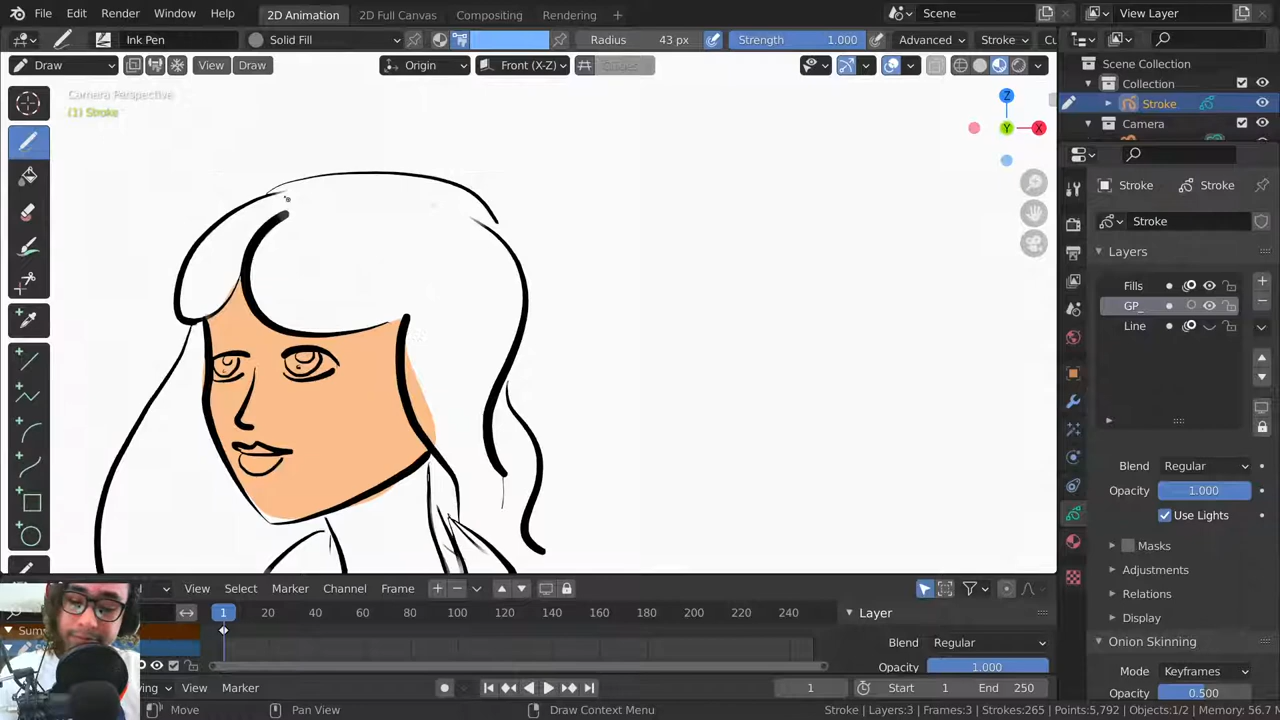 File Edit Render Window Help 2D Animation 2D Full Canvas Compositing Rendering + Scene View Layer
Ink Pen Solid Fill Radius 43 px Strength 1.000 Advanced Stroke
Draw View Draw Origin Front (X-Z) Guides
Camera Perspective
(1) Stroke
Z
Y
X
Scene Collection
Collection
Stroke
Camera
Stroke Stroke
Stroke
Layers
Fills
GP_
Line
Blend Regular
Opacity 1.000
Use Lights
Masks
Adjustments
Relations
Display
Onion Skinning
Mode Keyframes
Opacity 0.500
View Select Marker Channel Frame
1 20 40 60 80 100 120 140 160 180 200 220 240
Layer
Blend Regular
Opacity 1.000
View Marker 1 Start 1 End 250
Move Pan View Draw Context Menu Stroke | Layers:3 | Frames:3 | Strokes:265 | Points:5,792 | Objects:1/2 | Memory: 56.7